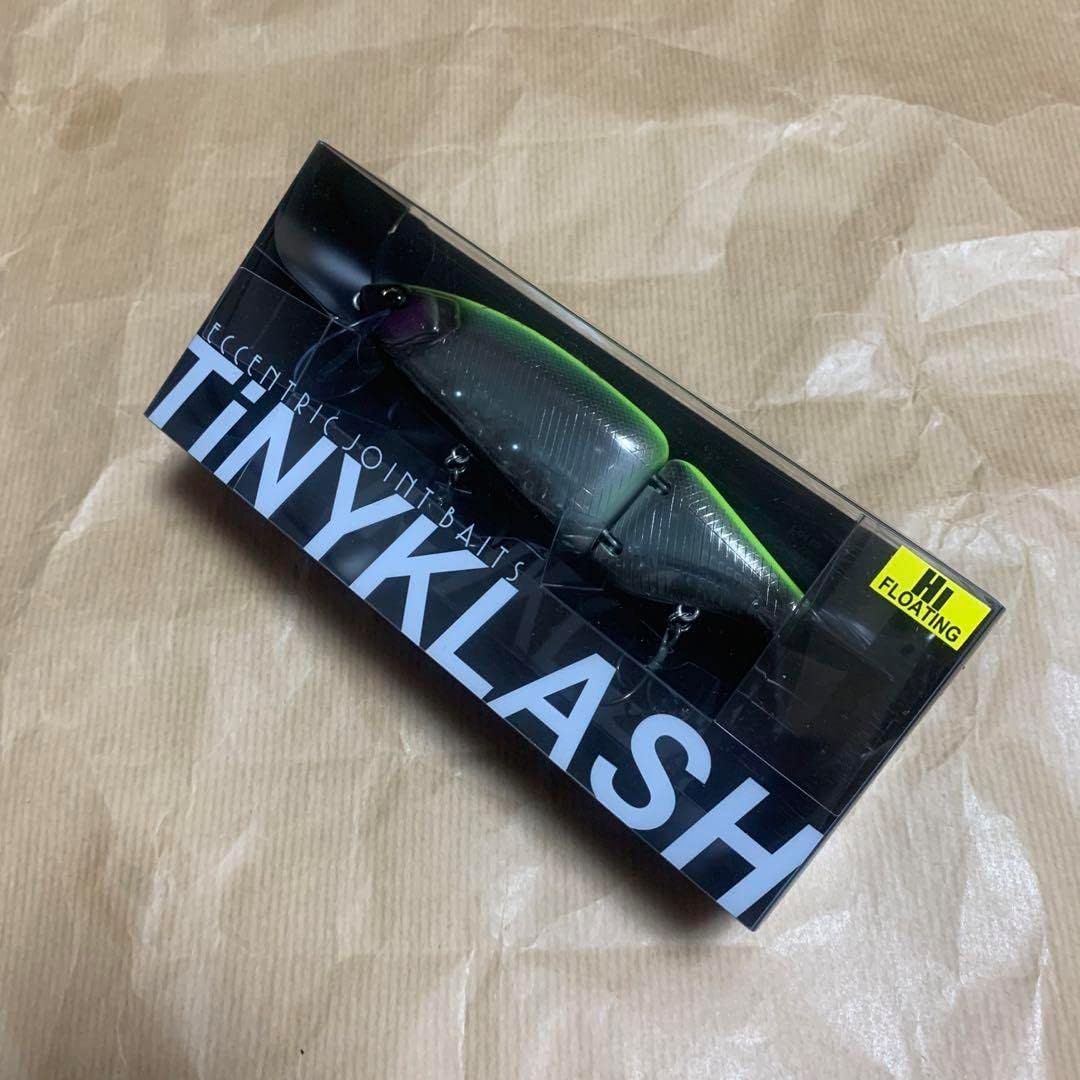 ECCENTRIC JOINT BAITS
TiNYKLASH
HI
FLOATING